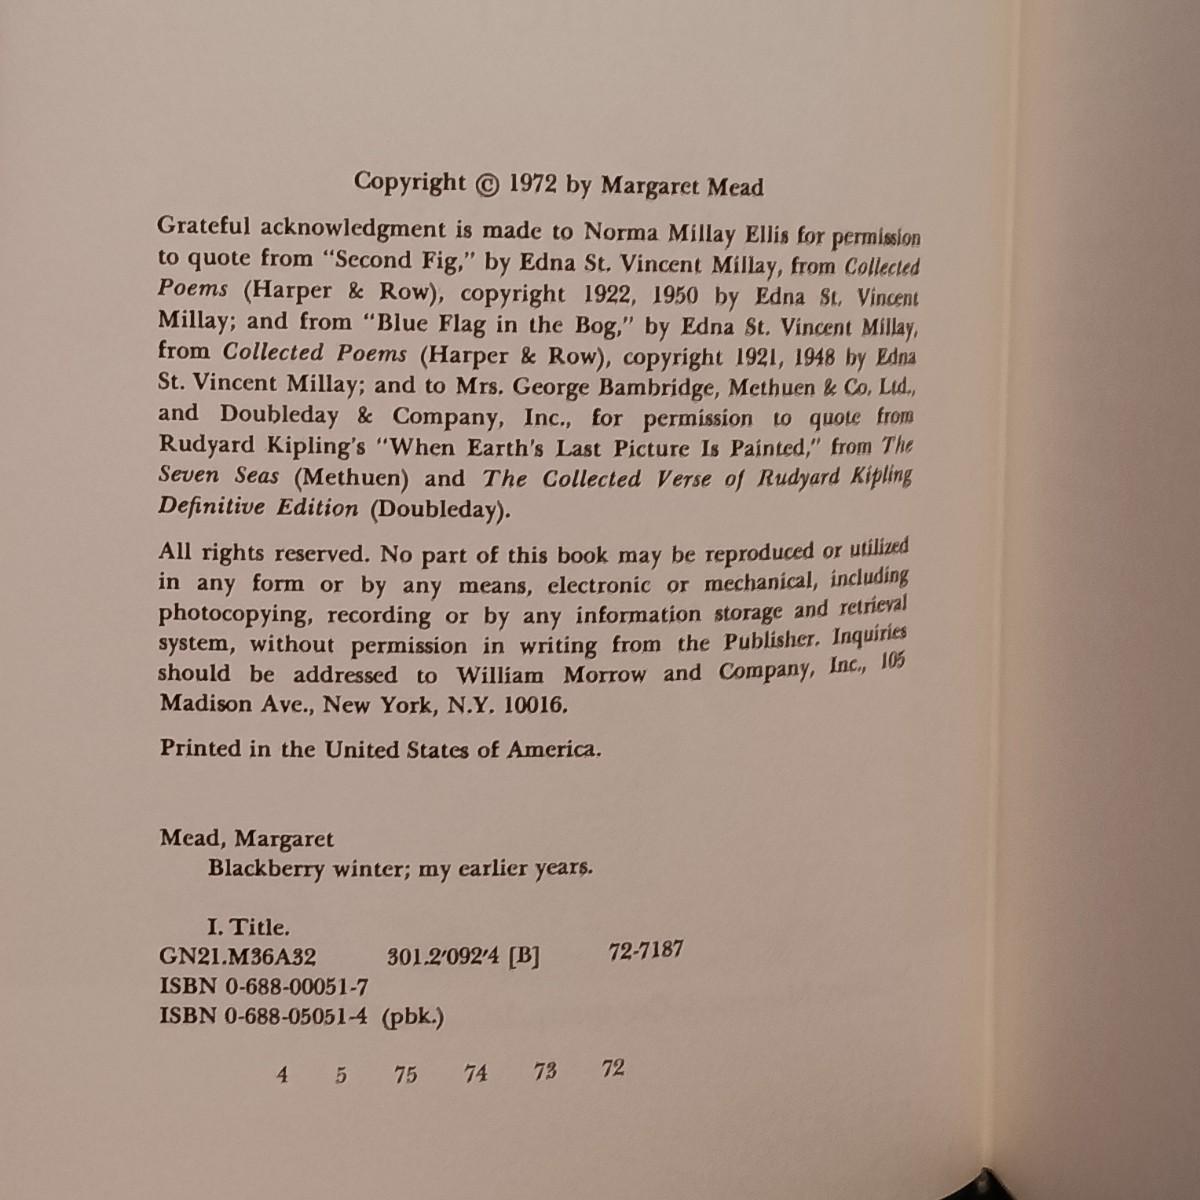 Copyright © 1972 by Margaret Mead
Grateful acknowledgment is made to Norma Millay Ellis for permission
to quote from “Second Fig,” by Edna St. Vincent Millay, from Collected
Poems (Harper & Row), copyright 1922, 1950 by Edna St. Vincent
Millay; and from “Blue Flag in the Bog,” by Edna St. Vincent Millay,
from Collected Poems (Harper & Row), copyright 1921, 1948 by Edna
St. Vincent Millay; and to Mrs. George Bambridge, Methuen & Co. Ltd.,
and Doubleday & Company, Inc., for permission to quote from
Rudyard Kipling's “When Earth's Last Picture Is Painted,” from The
Seven Seas (Methuen) and The Collected Verse of Rudyard Kipling
Definitive Edition (Doubleday).
All rights reserved. No part of this book may be reproduced or utilized
in any form or by any means, electronic or mechanical, including
photocopying, recording or by any information storage and retrieval
system, without permission in writing from the Publisher. Inquiries
should be addressed to William Morrow and Company, Inc., 105
Madison Ave., New York, N.Y. 10016.
Printed in the United States of America.
Mead, Margaret
Blackberry winter; my earlier years.
I. Title.
GN21.M36A32 301.2'092'4 [B] 72-7187
ISBN 0-688-00051-7
ISBN 0-688-05051-4 (pbk.)
4 5 75 74 73 72